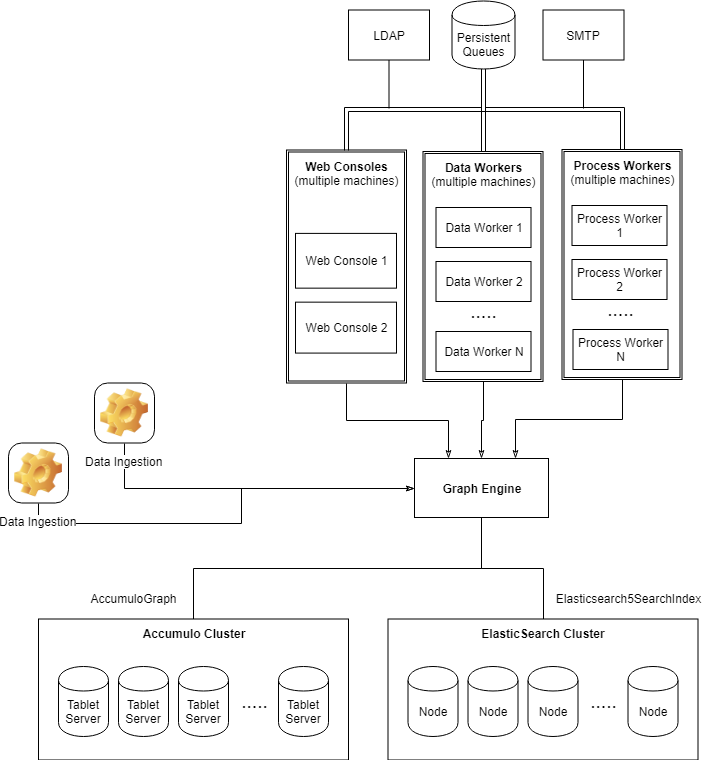 LDAP
Persistent
Queues
SMTP
Web Consoles
(multiple machines)
Web Console 1
Web Console 2
Data Workers
(multiple machines)
Data Worker 1
Data Worker 2
.....
Data Worker N
Process Workers
(multiple machines)
Process Worker
1
Process Worker
2
.....
Process Worker
N
Data Ingestion
Data Ingestion
Graph Engine
AccumuloGraph
Elasticsearch5SearchIndex
Accumulo Cluster
Tablet
Server
Tablet
Server
Tablet
Server
.....
Tablet
Server
ElasticSearch Cluster
Node
Node
Node
.....
Node